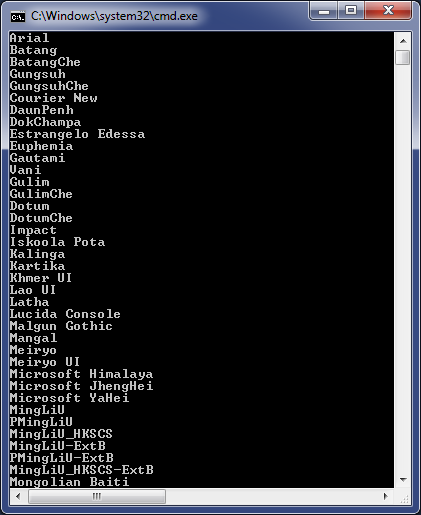 C:\Windows\system32\cmd.exe
Arial
Batang
BatangChe
Gungsuh
GungsuhChe
Courier New
DaunPenh
DokChampa
Estrangelo Edessa
Euphemia
Gautami
Vani
Gulim
GulimChe
Dotum
DotumChe
Impact
Iskoola Pota
Kalinga
Kartika
Khmer UI
Lao UI
Latha
Lucida Console
Malgun Gothic
Mangal
Meiryo
Meiryo UI
Microsoft Himalaya
Microsoft JhengHei
Microsoft YaHei
MingLiU
PMingLiU
MingLiU_HKSCS
MingLiU-ExtB
PMingLiU-ExtB
MingLiU_HKSCS-ExtB
Mongolian Baiti